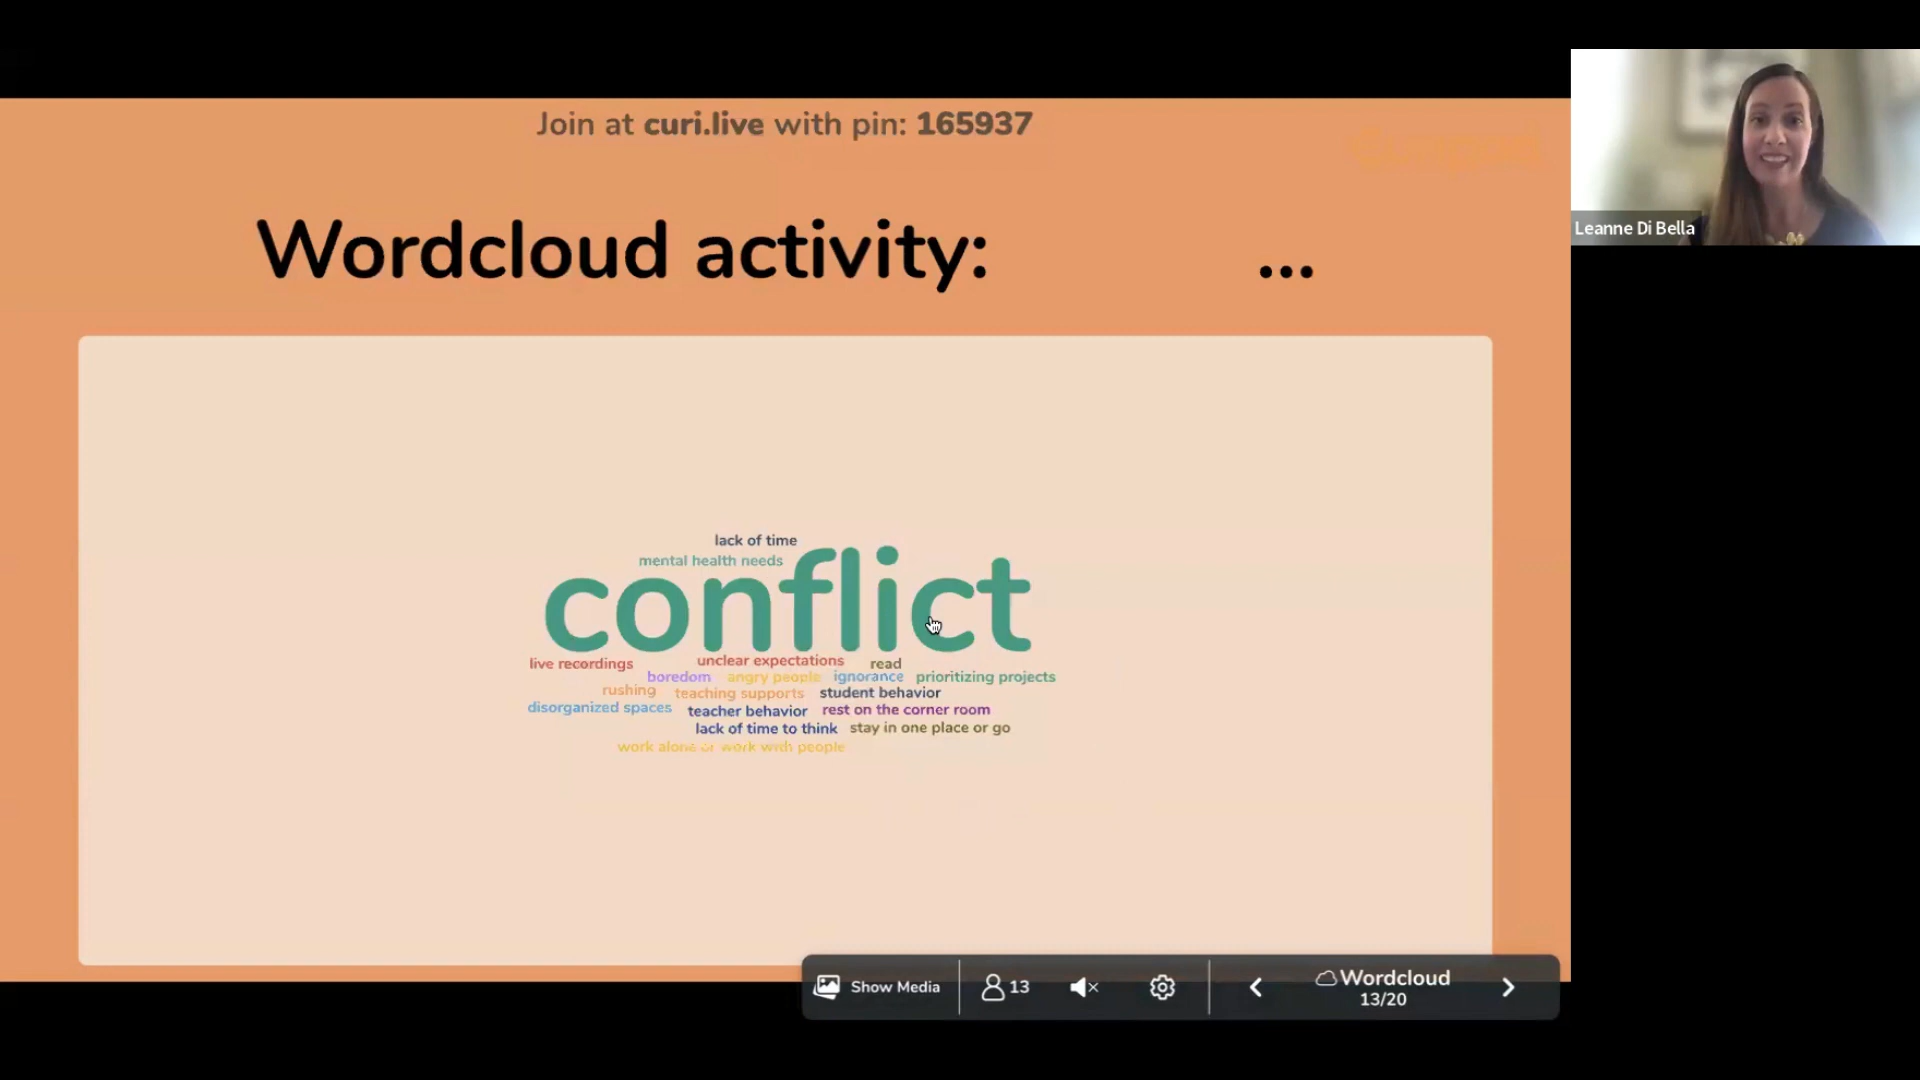 Join at curi.live with pin: 165937
Leanne Di Bella
Wordcloud activity: ...
lack of time
mental health needs
conflict
live recordings unclear expectations read
boredom angry people ignorance prioritizing projects
rushing teaching supports student behavior
disorganized spaces teacher behavior rest on the corner room
lack of time to think stay in one place or go
work alone or work with people
Show Media 13 Wordcloud
13/20